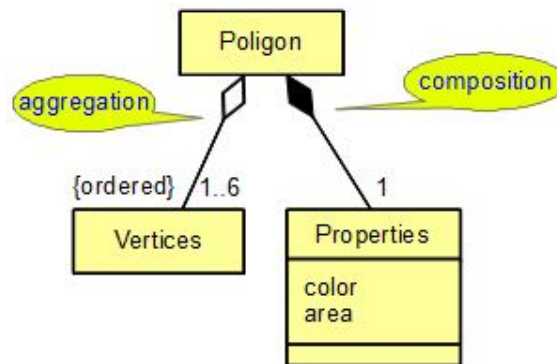 Poligon
aggregation
composition
{ordered} 1..6
1
Vertices
Properties
color
area